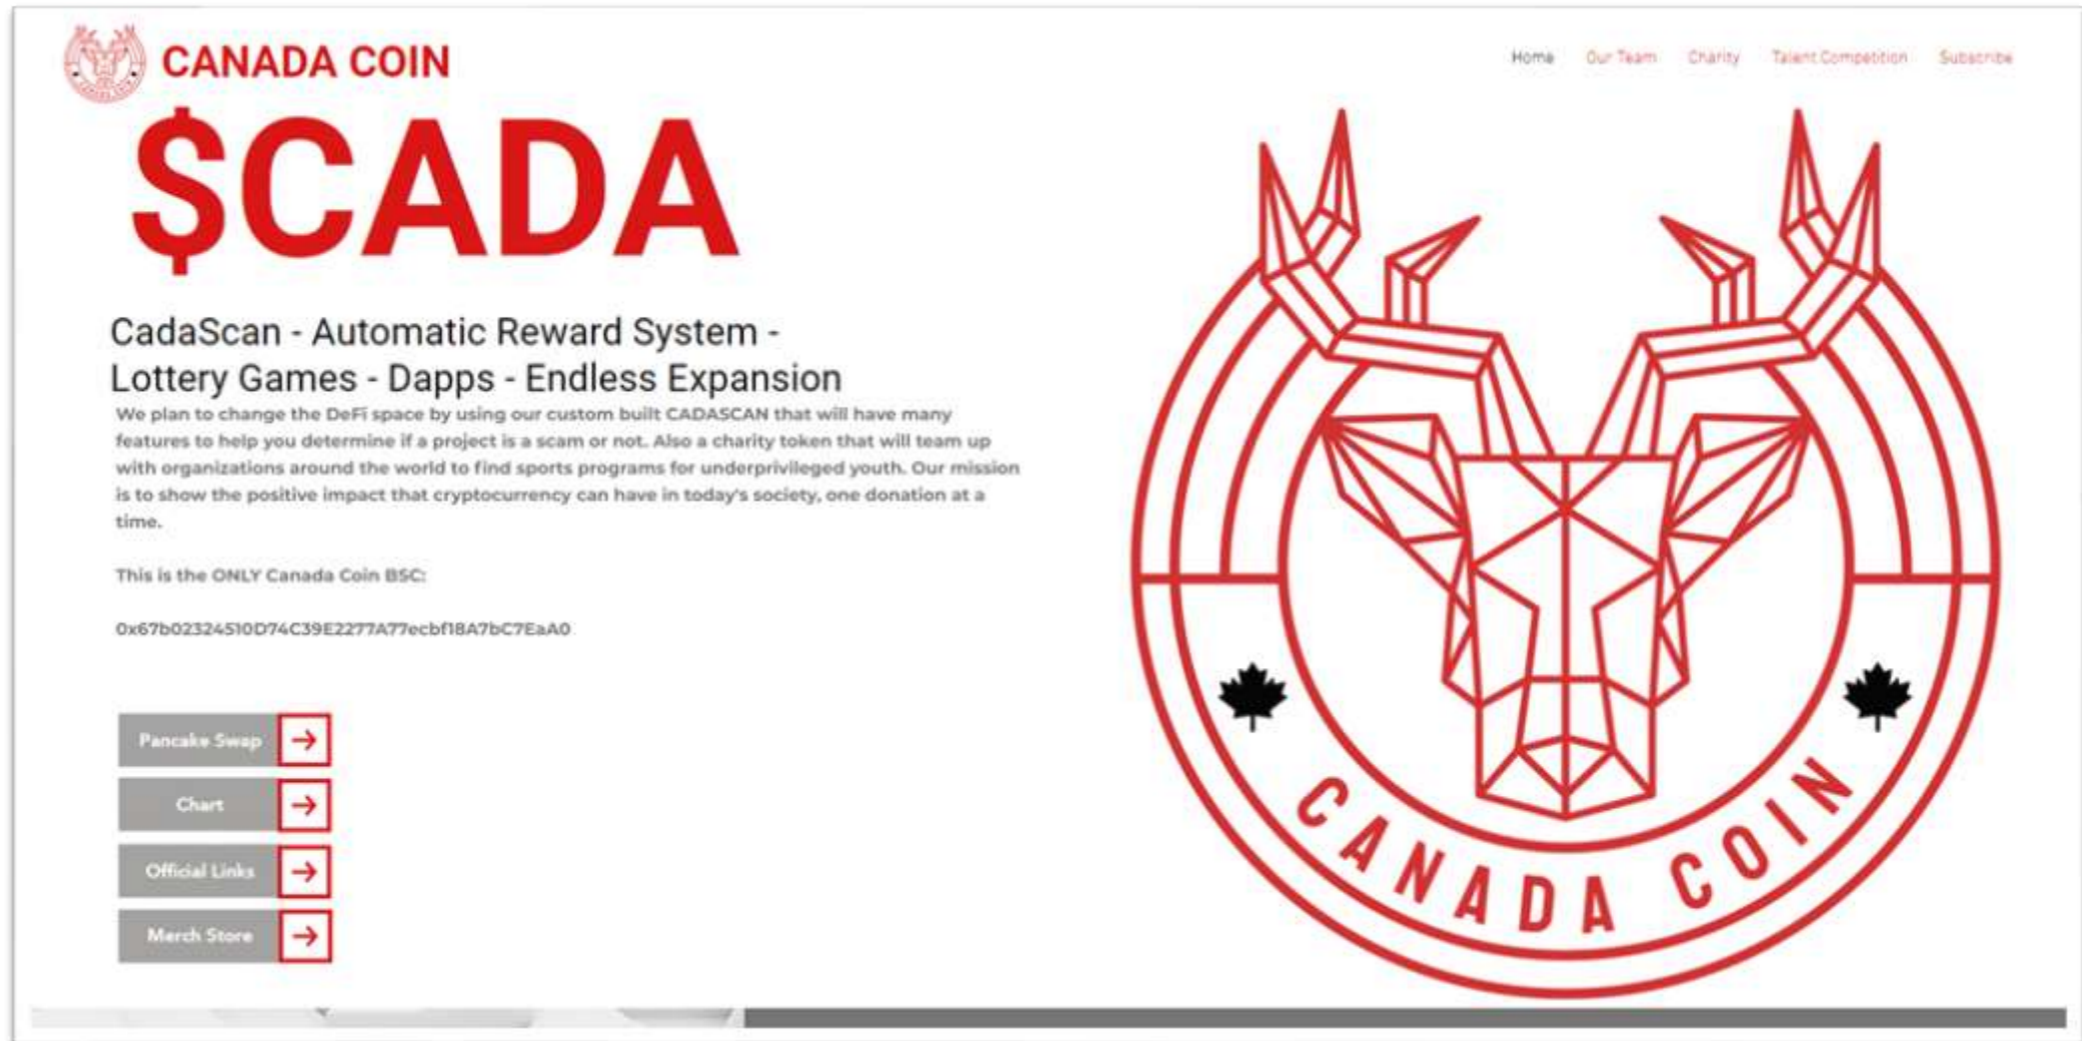 CANADA COIN
Home Our Team Charity Talent Competition Subscribe
$CADA
CadaScan - Automatic Reward System -
Lottery Games - Dapps - Endless Expansion
We plan to change the DeFi space by using our custom built CADASCAN that will have many
features to help you determine if a project is a scam or not. Also a charity token that will team up
with organizations around the world to find sports programs for underprivileged youth. Our mission
is to show the positive impact that cryptocurrency can have in today's society, one donation at a
time.
This is the ONLY Canada Coin BSC:
0x67b02324510D74C39E2277A77ecbf18A7bC7EaA0
Pancake Swap
Chart
Official Links
Merch Store
CANADA COIN